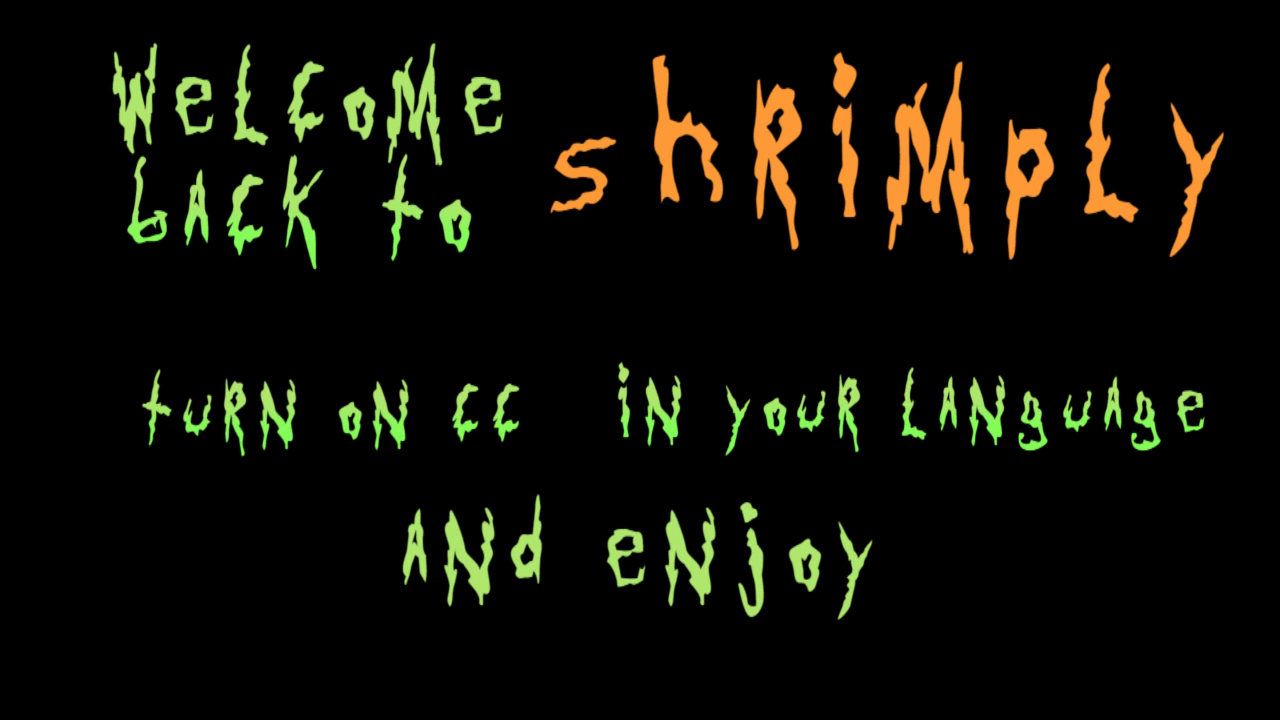 WeLcoMe
bAcK to
shRiMpLy
tuRN oN cc iN youR LANguAge
ANd eNjoy